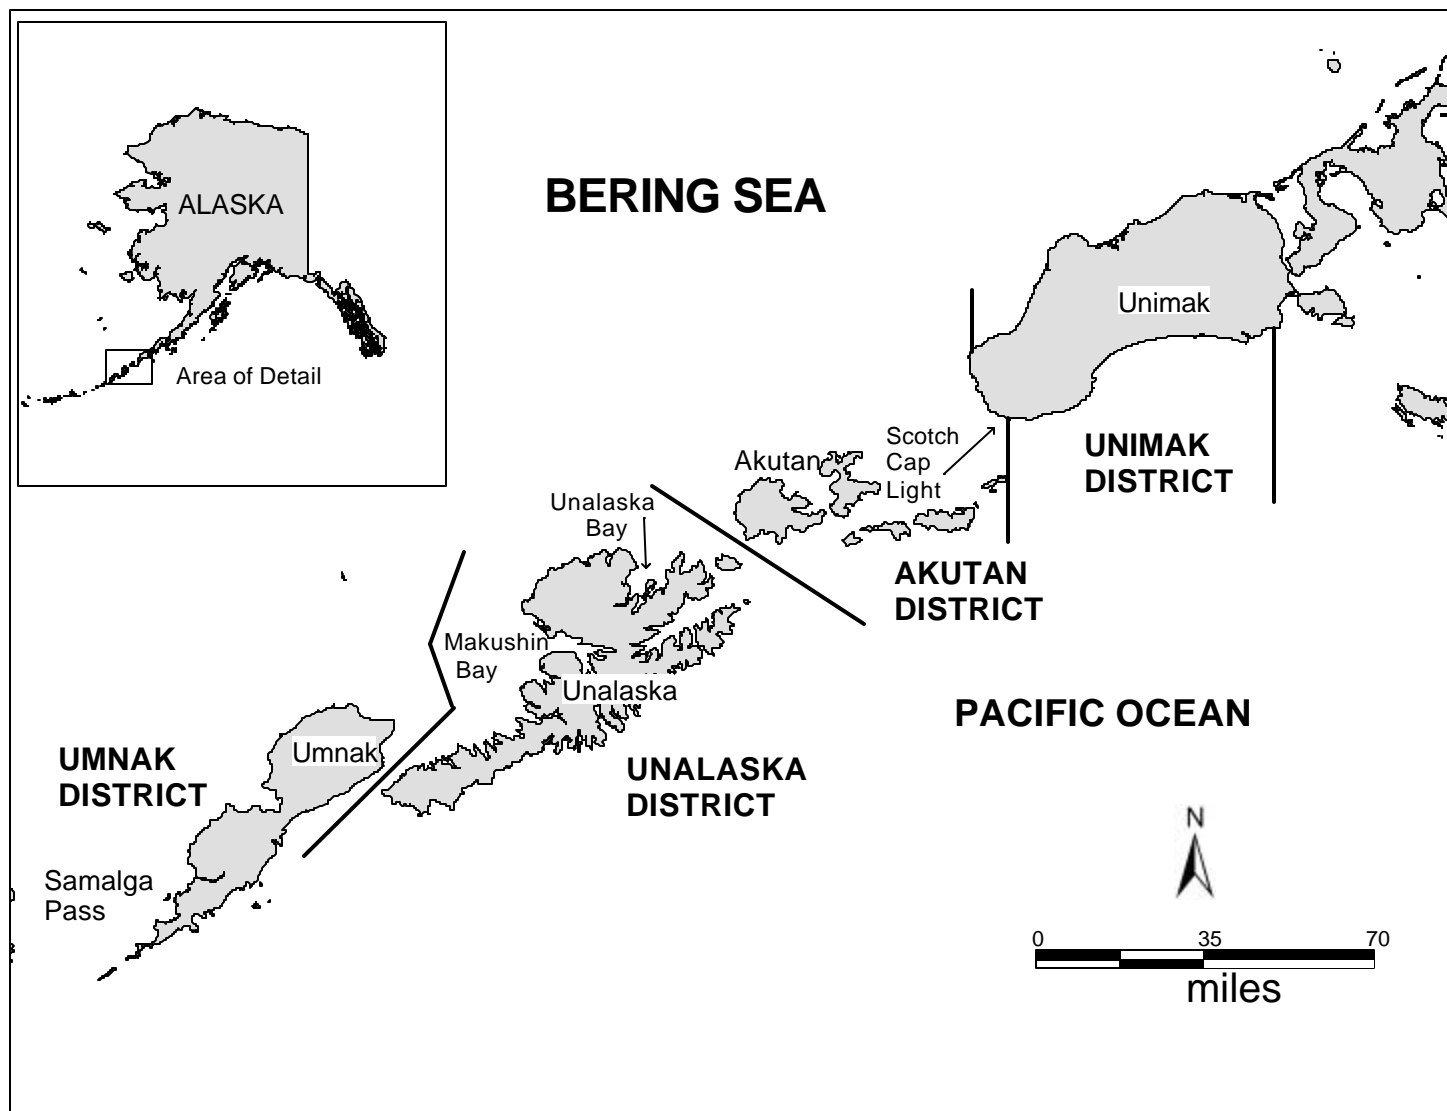 ALASKA
Area of Detail
BERING SEA
Unimak
Scotch
Cap
Light
UNIMAK
DISTRICT
Akutan
Unalaska
Bay
AKUTAN
DISTRICT
Makushin
Bay
Unalaska
PACIFIC OCEAN
Umnak
UMNAK
DISTRICT
UNALASKA
DISTRICT
Samalga
Pass
N
0 35 70
miles